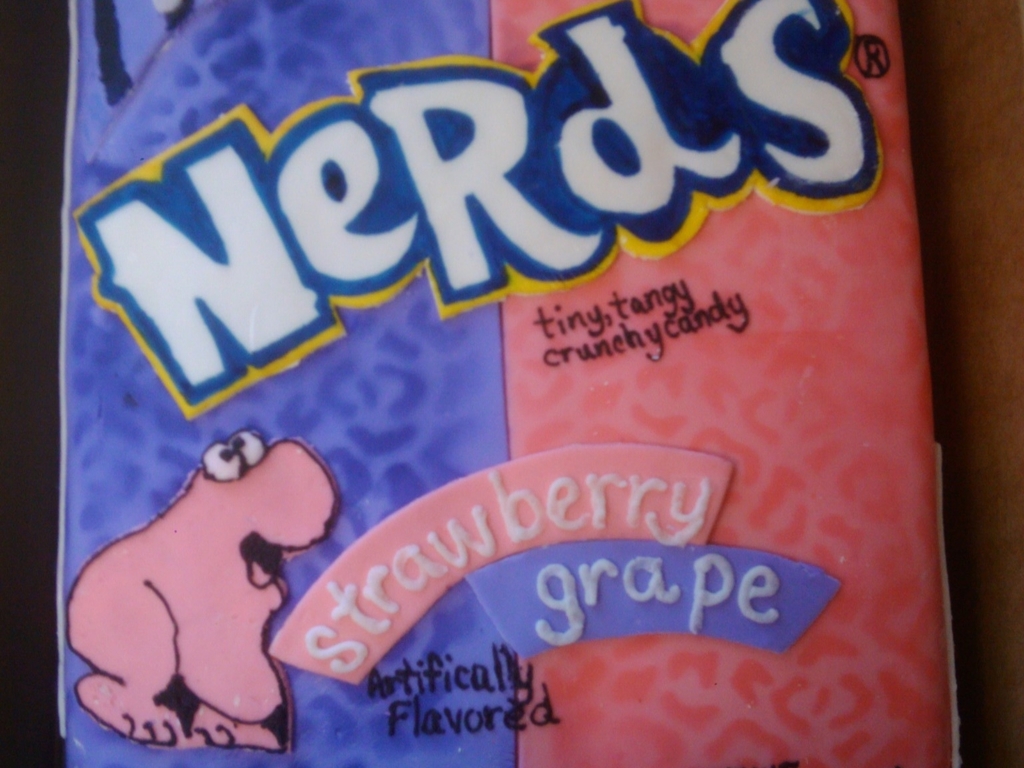 NeRds®
tiny, tangy
crunchy candy
strawberry
grape
Artifically
Flavored